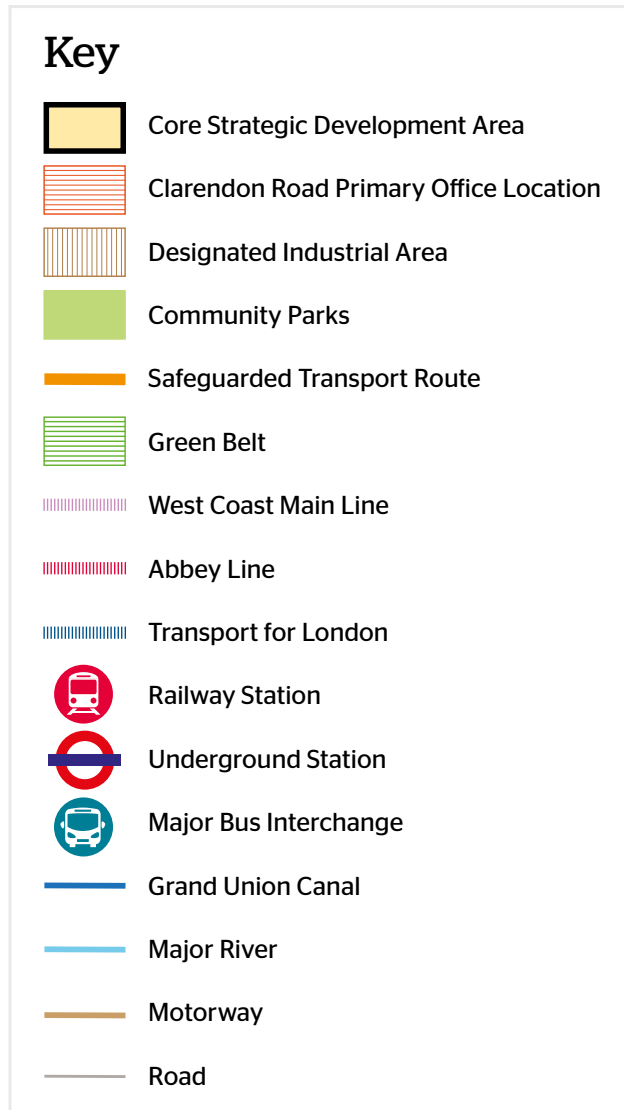 Key
Core Strategic Development Area
Clarendon Road Primary Office Location
Designated Industrial Area
Community Parks
Safeguarded Transport Route
Green Belt
West Coast Main Line
Abbey Line
Transport for London
Railway Station
Underground Station
Major Bus Interchange
Grand Union Canal
Major River
Motorway
Road